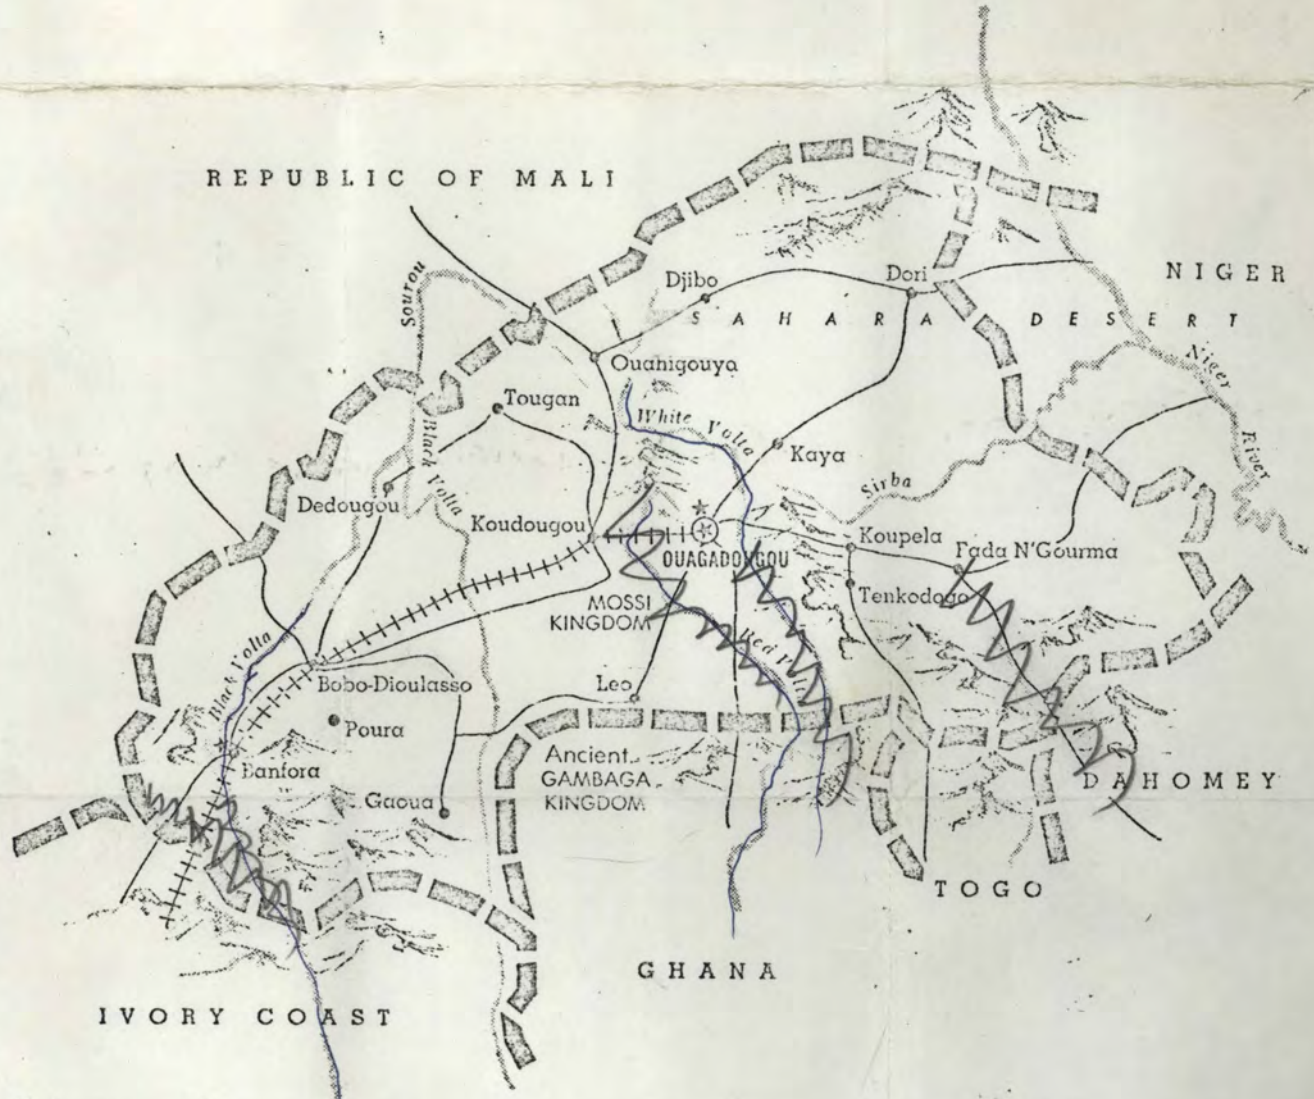 REPUBLIC OF MALI
Sourou
Djibo
Dori
NIGER
SAHARA DESERT
Ouahigouya
Niger
River
Tougan
White Volta
Black Volta
Kaya
Sirba
Dedougou
Koudougou
Koupela
OUAGADOUGOU
Fada N'Gourma
Tenkodogo
MOSSI
KINGDOM
Red Volta
Black Volta
Bobo-Dioulasso
Leo
Poura
Banfora
Ancient
GAMBAGA
KINGDOM
DAHOMEY
Gaoua
TOGO
GHANA
IVORY COAST